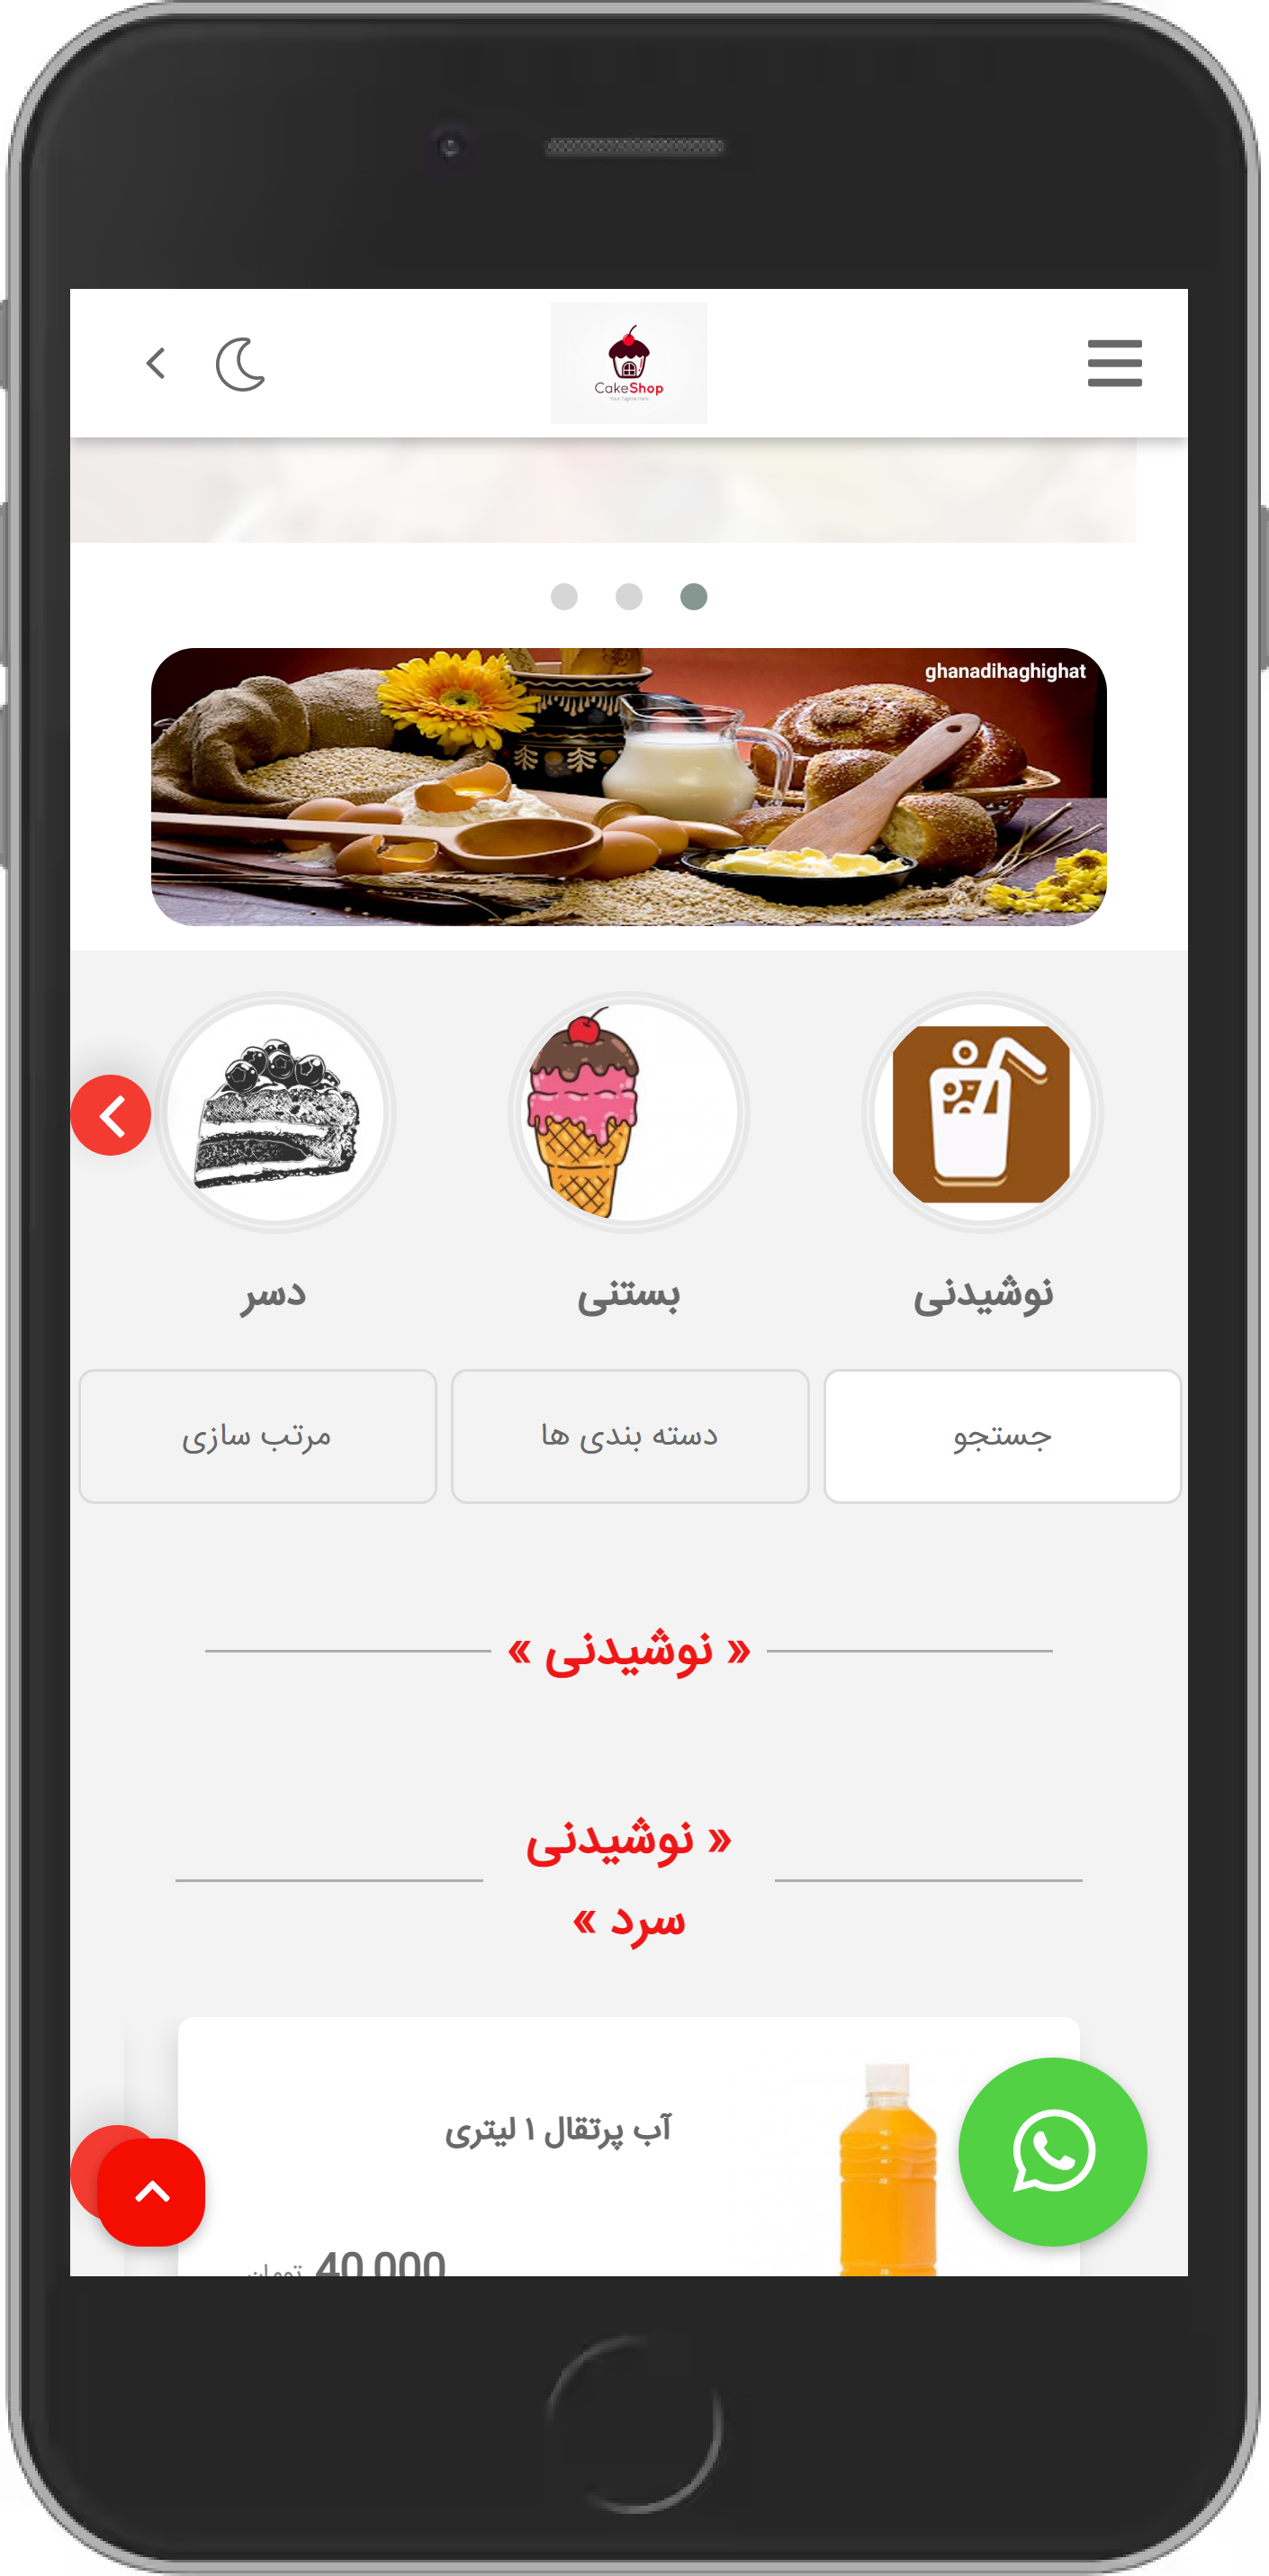 CakeShop
ghanadihaghighat
نوشیدنی
بستنی
دسر
جستجو
دسته بندی ها
مرتب سازی
« نوشیدنی »
« نوشیدنی
سرد »
آب پرتقال ۱ لیتری
40,000 تومان